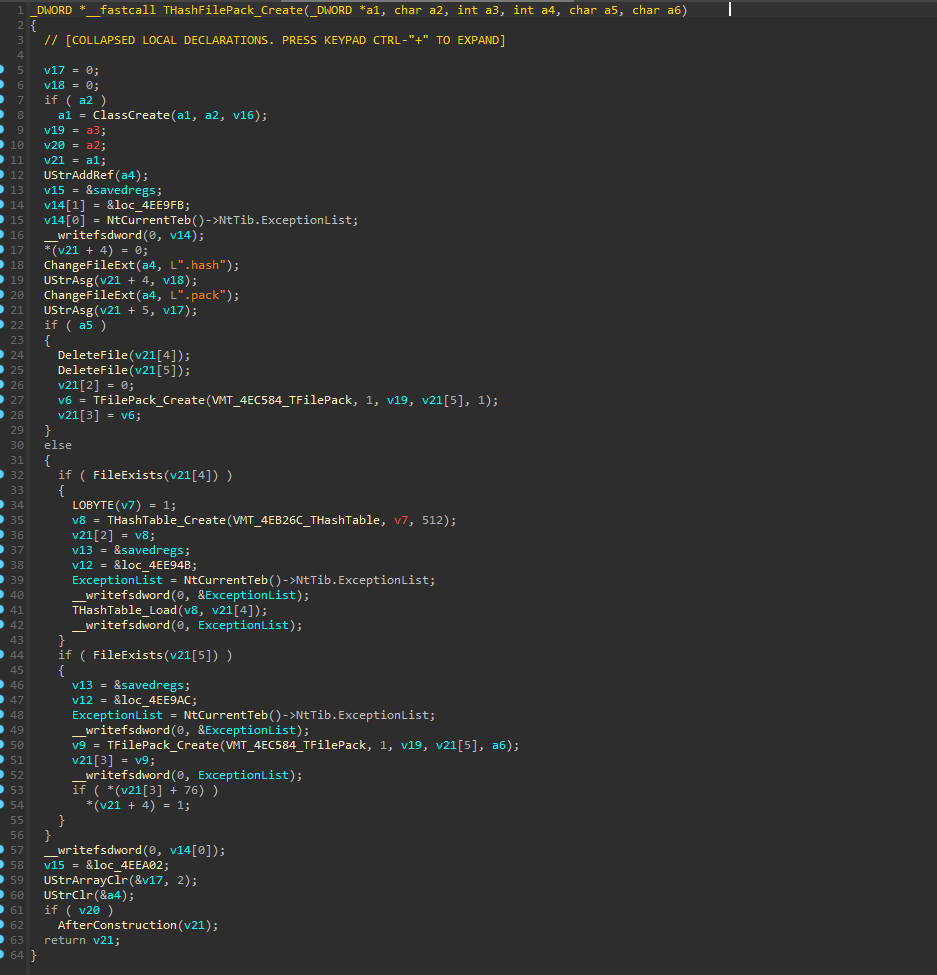 1 _DWORD *__fastcall THashFilePack_Create(_DWORD *a1, char a2, int a3, int a4, char a5, char a6)
2 {
3 // [COLLAPSED LOCAL DECLARATIONS. PRESS KEYPAD CTRL-"+" TO EXPAND]
4
5 v17 = 0;
6 v18 = 0;
7 if ( a2 )
8 a1 = ClassCreate(a1, a2, v16);
9 v19 = a3;
10 v20 = a2;
11 v21 = a1;
12 UStrAddRef(a4);
13 v15 = &savedregs;
14 v14[1] = &loc_4EE9FB;
15 v14[0] = NtCurrentTeb()->NtTib.ExceptionList;
16 __writefsdword(0, v14);
17 *(v21 + 4) = 0;
18 ChangeFileExt(a4, L".hash");
19 UStrAsg(v21 + 4, v18);
20 ChangeFileExt(a4, L".pack");
21 UStrAsg(v21 + 5, v17);
22 if ( a5 )
23 {
24 DeleteFile(v21[4]);
25 DeleteFile(v21[5]);
26 v21[2] = 0;
27 v6 = TFilePack_Create(VMT_4EC584_TFilePack, 1, v19, v21[5], 1);
28 v21[3] = v6;
29 }
30 else
31 {
32 if ( FileExists(v21[4]) )
33 {
34 LOBYTE(v7) = 1;
35 v8 = THashTable_Create(VMT_4EB26C_THashTable, v7, 512);
36 v21[2] = v8;
37 v13 = &savedregs;
38 v12 = &loc_4EE94B;
39 ExceptionList = NtCurrentTeb()->NtTib.ExceptionList;
40 __writefsdword(0, &ExceptionList);
41 THashTable_Load(v8, v21[4]);
42 __writefsdword(0, ExceptionList);
43 }
44 if ( FileExists(v21[5]) )
45 {
46 v13 = &savedregs;
47 v12 = &loc_4EE9AC;
48 ExceptionList = NtCurrentTeb()->NtTib.ExceptionList;
49 __writefsdword(0, &ExceptionList);
50 v9 = TFilePack_Create(VMT_4EC584_TFilePack, 1, v19, v21[5], a6);
51 v21[3] = v9;
52 __writefsdword(0, ExceptionList);
53 if ( *(v21[3] + 76) )
54 *(v21 + 4) = 1;
55 }
56 }
57 __writefsdword(0, v14[0]);
58 v15 = &loc_4EEA02;
59 UStrArrayClr(&v17, 2);
60 UStrClr(&a4);
61 if ( v20 )
62 AfterConstruction(v21);
63 return v21;
64 }